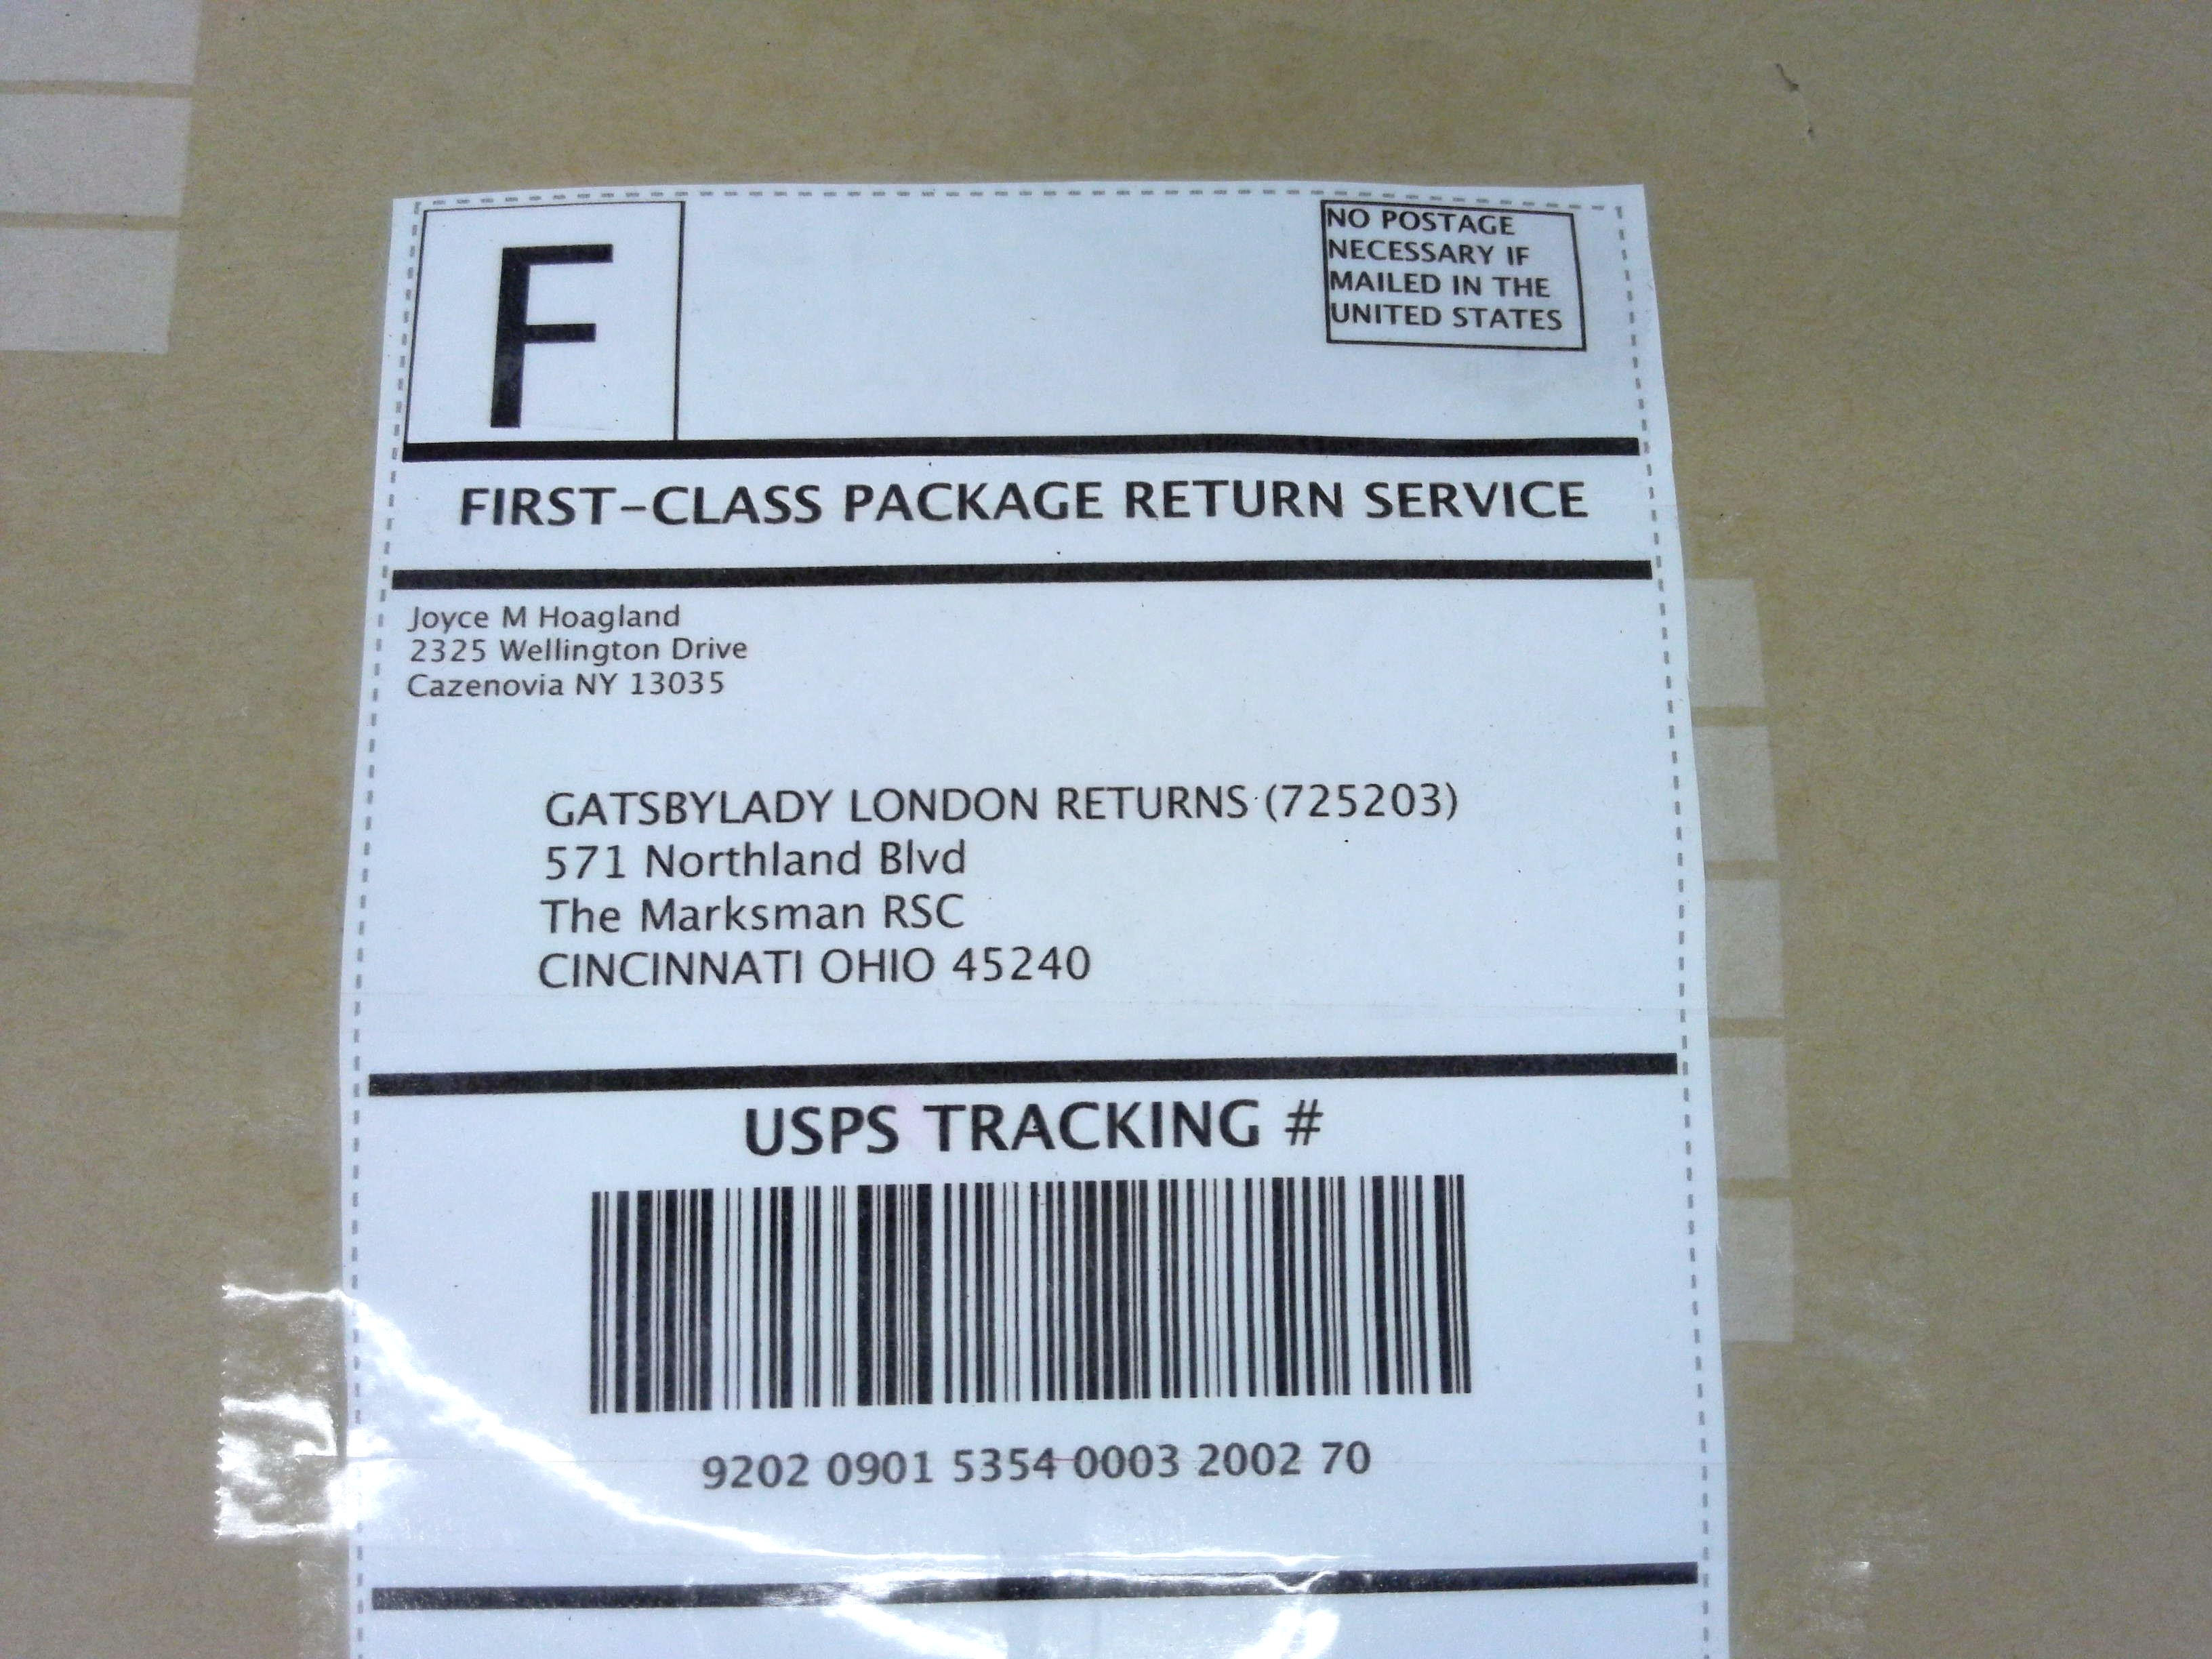 F
NO POSTAGE
NECESSARY IF
MAILED IN THE
UNITED STATES
FIRST-CLASS PACKAGE RETURN SERVICE
Joyce M Hoagland
2325 Wellington Drive
Cazenovia NY 13035
GATSBYLADY LONDON RETURNS (725203)
571 Northland Blvd
The Marksman RSC
CINCINNATI OHIO 45240
USPS TRACKING #
9202 0901 5354 0003 2002 70